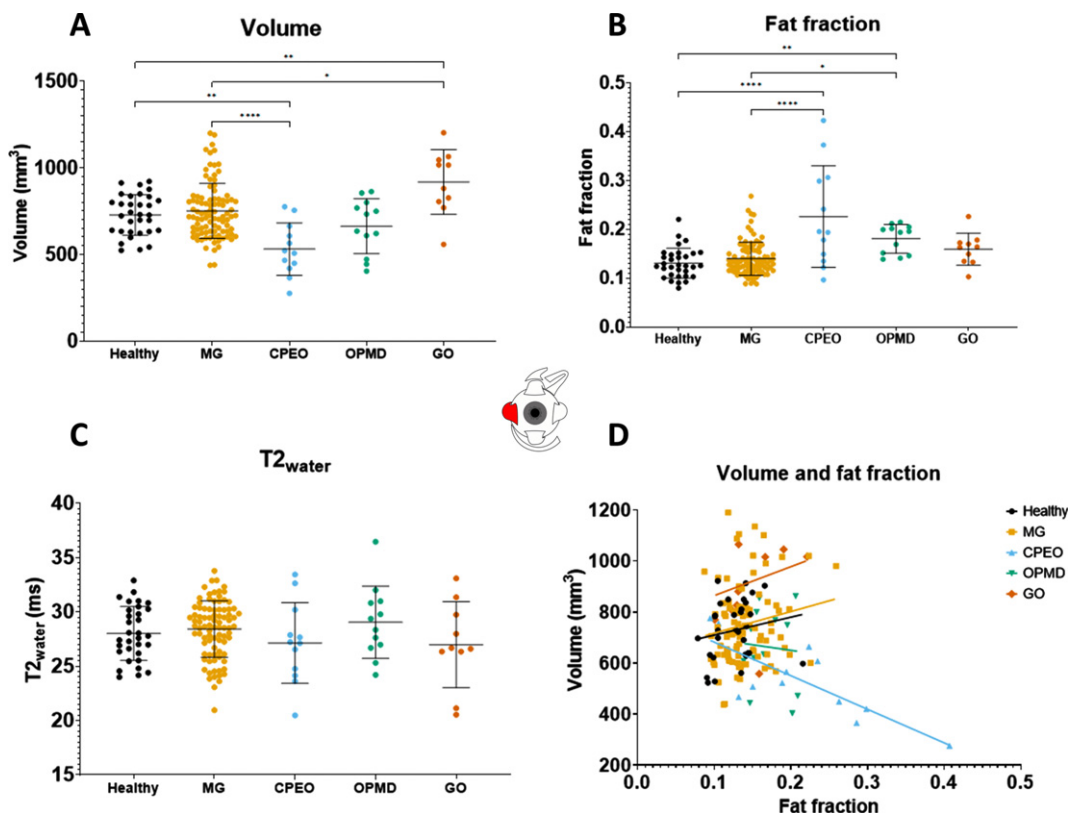 A
Volume
Volume (mm³)
1500
1000
500
0
**
*
**
****
Healthy MG CPEO OPMD GO
B
Fat fraction
Fat fraction
0.5
0.4
0.3
0.2
0.1
0.0
**
*
****
****
Healthy MG CPEO OPMD GO
C
T2water
T2water (ms)
40
35
30
25
20
15
Healthy MG CPEO OPMD GO
D
Volume and fat fraction
Volume (mm³)
1200
1000
800
600
400
200
0.0 0.1 0.2 0.3 0.4 0.5
Fat fraction
Healthy
MG
CPEO
OPMD
GO